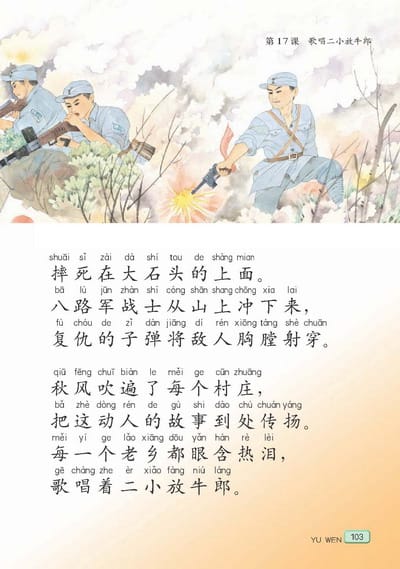 第17课 歌唱二小放牛郎
shuāi sǐ zài dà shí tou de shàng mian
摔死在大石头的上面。
bā lù jūn zhàn shì cóng shān shang chōng xia lai
八路军战士从山上冲下来，
fù chóu de zǐ dàn jiāng dí rén xiōng táng shè chuān
复仇的子弹将敌人胸膛射穿。
qiū fēng chuī biàn le měi ge cūn zhuāng
秋风吹遍了每个村庄，
bǎ zhè dòng rén de gù shi dào chù chuán yáng
把这动人的故事到处传扬。
měi yí ge lǎo xiāng dōu yǎn hán rè lèi
每一个老乡都眼含热泪，
gē chàng zhe èr xiǎo fàng niú láng
歌唱着二小放牛郎。
YU WEN 103